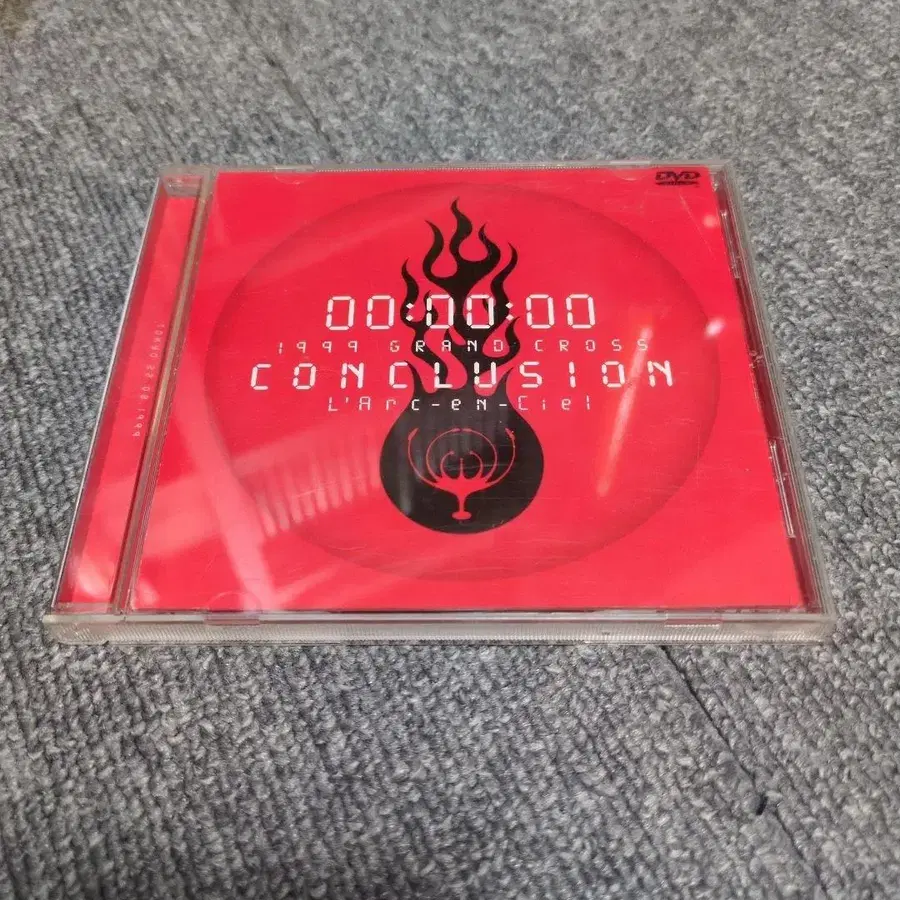 DVD
00:00:00
1999 GRAND CROSS
CONCLUSION
L'Arc-en-Ciel